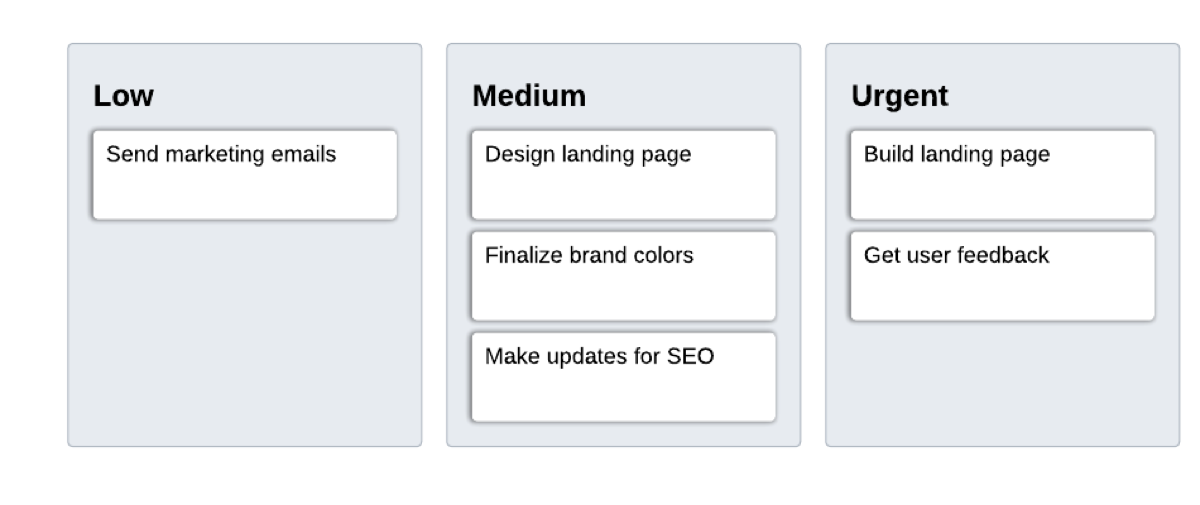 Low
Send marketing emails
Medium
Design landing page
Finalize brand colors
Make updates for SEO
Urgent
Build landing page
Get user feedback